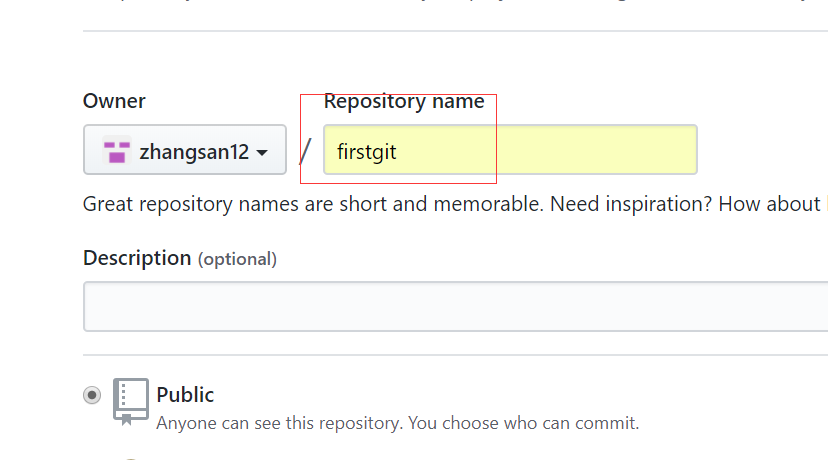 Owner
Repository name
zhangsan12 / firstgit
Great repository names are short and memorable. Need inspiration? How about
Description (optional)
Public
Anyone can see this repository. You choose who can commit.